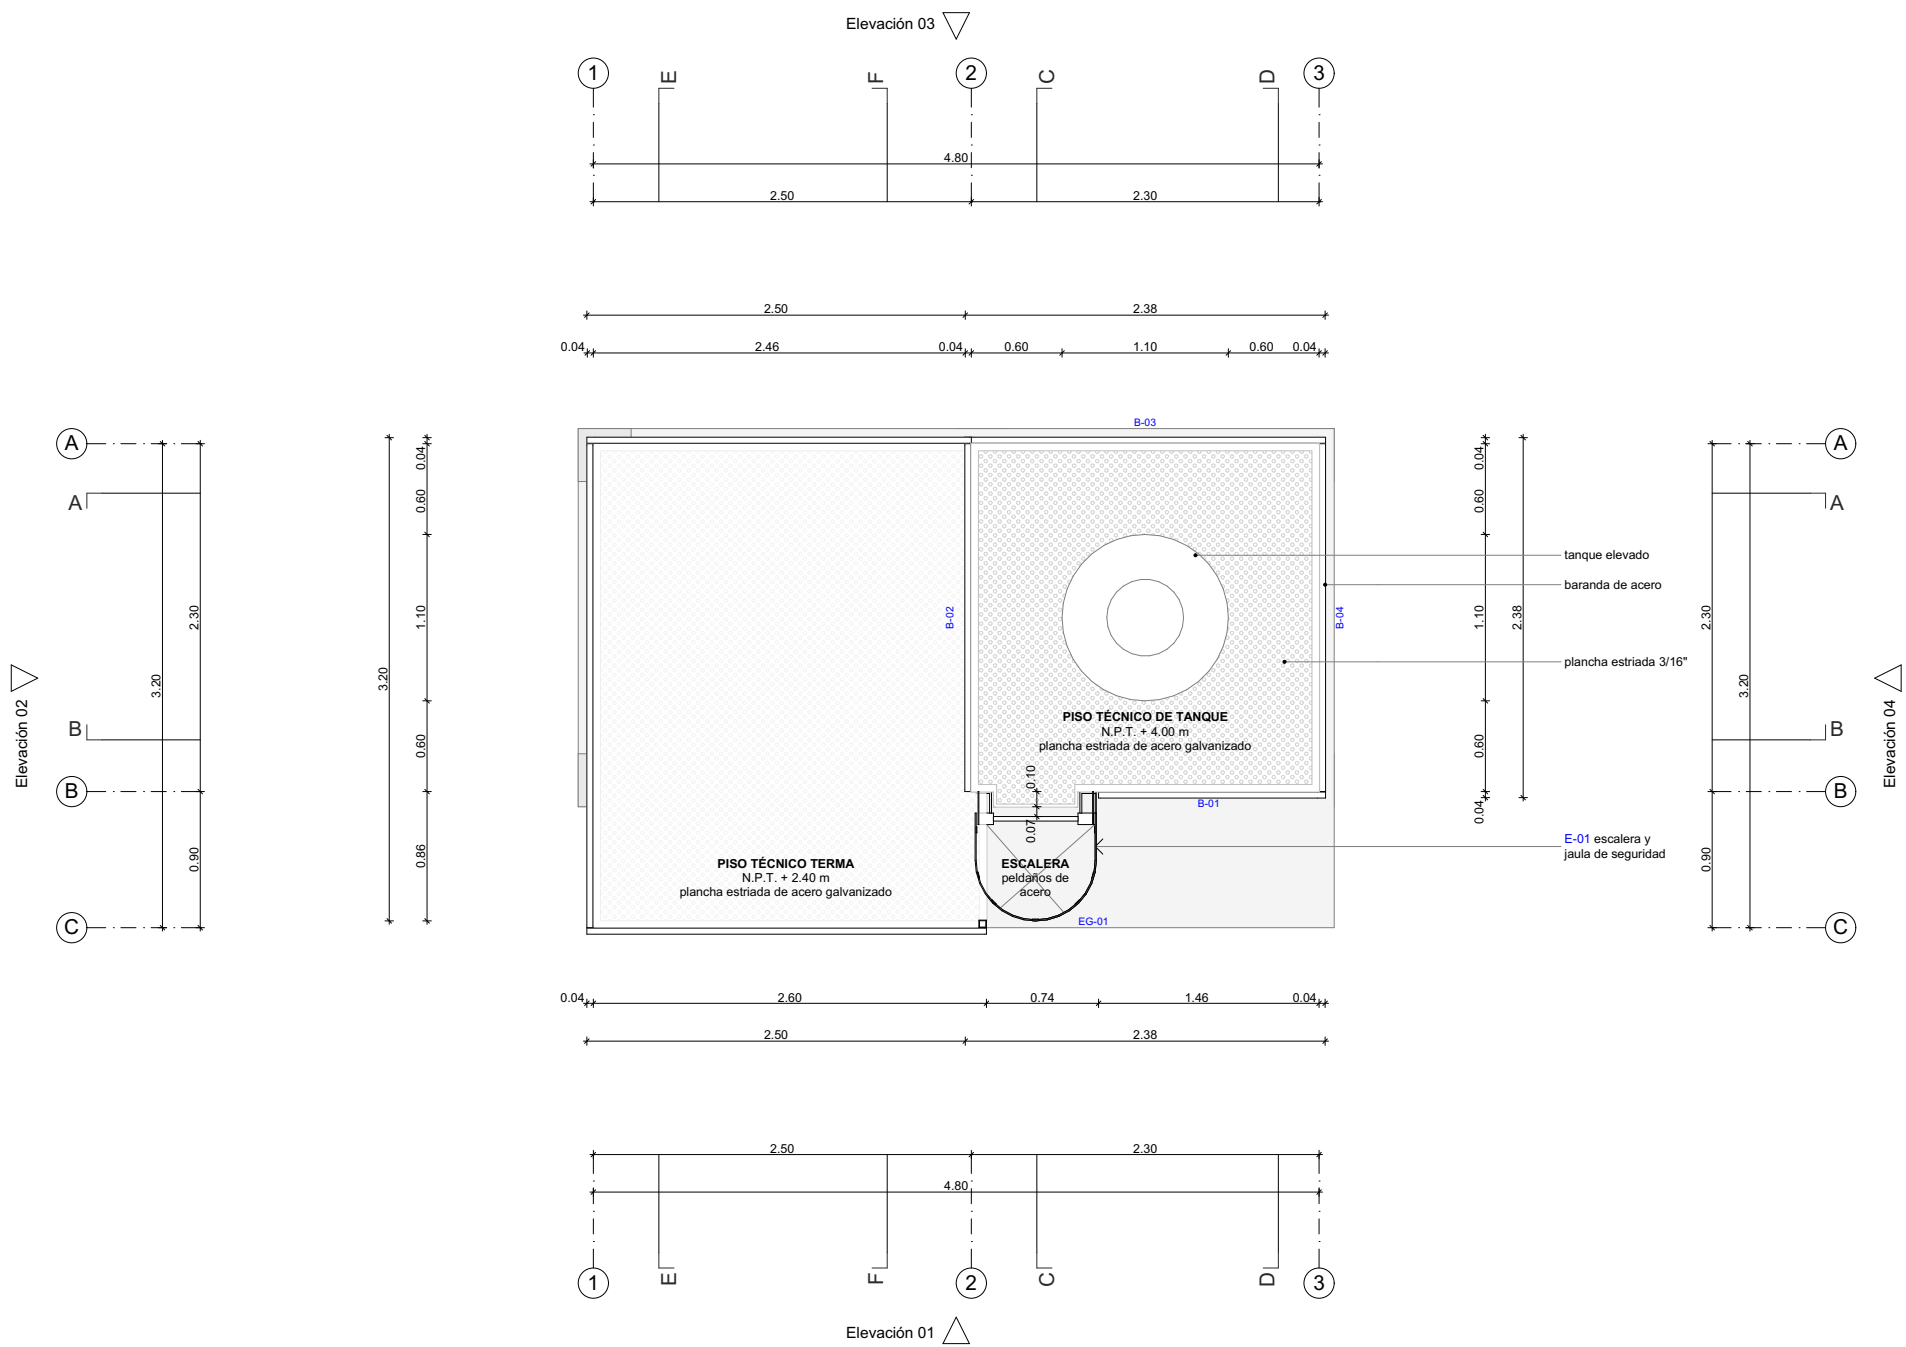 Elevación 03
1
E
F
2
C
D
3
4.80
2.50
2.30
2.50
2.38
0.04
2.46
0.04
0.60
1.10
0.60
0.04
B-03
A
A
A
A
0.04
0.60
1.10
0.60
0.86
3.20
2.30
3.20
0.90
0.04
0.60
1.10
0.60
0.04
2.38
2.30
3.20
0.90
tanque elevado
baranda de acero
B-02
B-04
plancha estriada 3/16"
Elevación 02
Elevación 04
PISO TÉCNICO DE TANQUE
N.P.T. + 4.00 m
plancha estriada de acero galvanizado
B
B
B
B
0.10
0.07
B-01
E-01 escalera y
jaula de seguridad
PISO TÉCNICO TERMA
N.P.T. + 2.40 m
plancha estriada de acero galvanizado
ESCALERA
peldaños de
acero
EG-01
C
C
0.04
2.60
0.74
1.46
0.04
2.50
2.38
2.50
2.30
4.80
1
E
F
2
C
D
3
Elevación 01